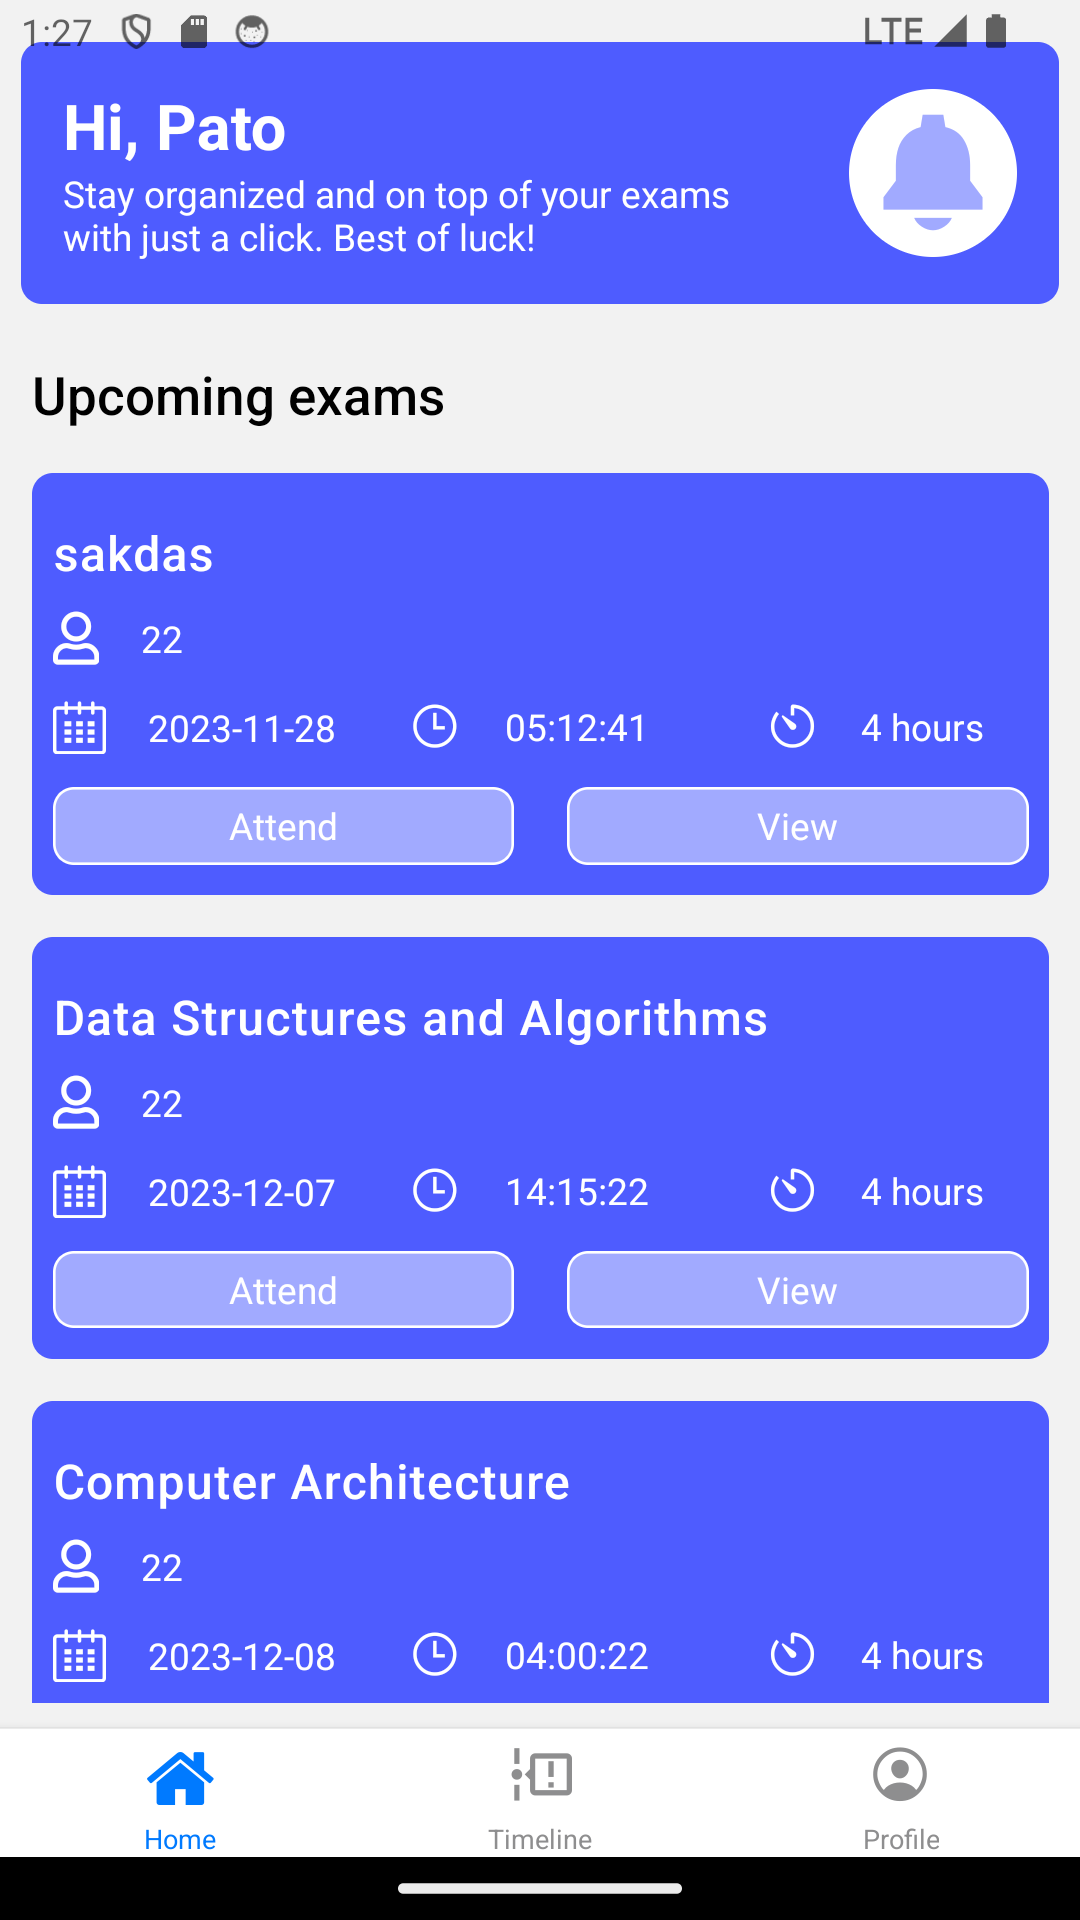 1:27 LTE
Hi, Pato
Stay organized and on top of your exams
with just a click. Best of luck!
Upcoming exams
sakdas
22
2023-11-28 05:12:41 4 hours
Attend View
Data Structures and Algorithms
22
2023-12-07 14:15:22 4 hours
Attend View
Computer Architecture
22
2023-12-08 04:00:22 4 hours
Home Timeline Profile